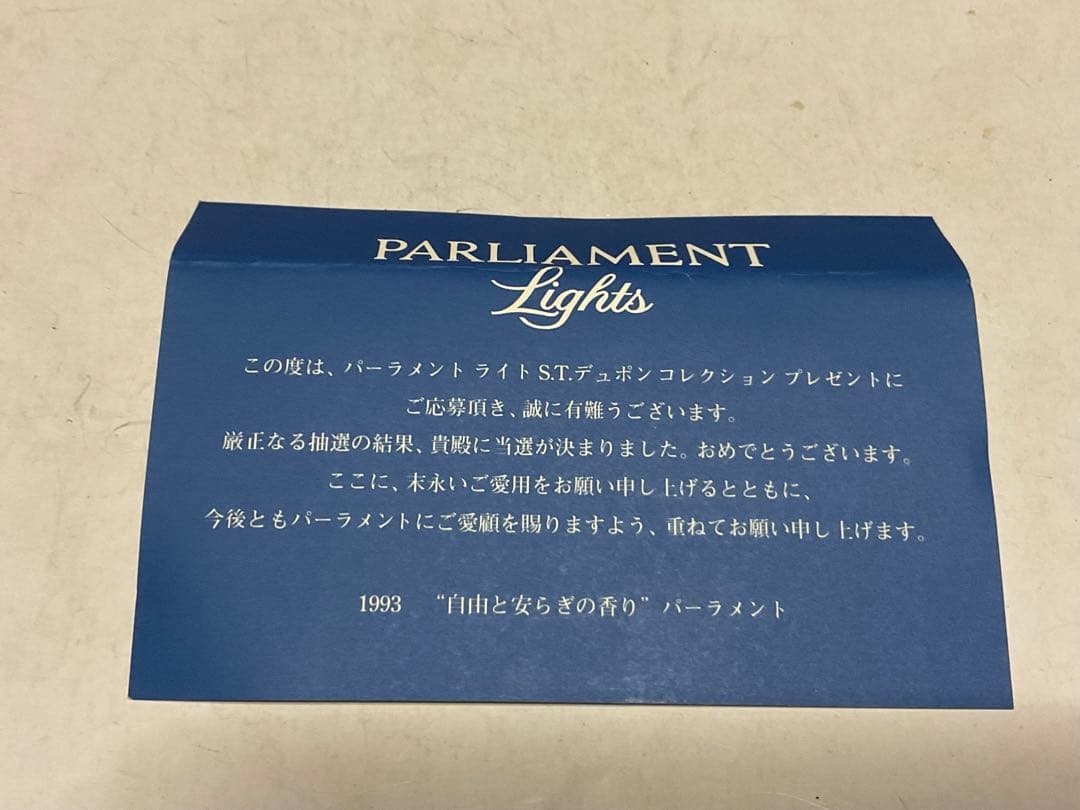 PARLIAMENT
Lights
この度は、パーラメント ライト S.T.デュポン コレクション プレゼントに
ご応募頂き、誠に有難うございます。
厳正なる抽選の結果、貴殿に当選が決まりました。おめでとうございます。
ここに、末永いご愛用をお願い申し上げるとともに、
今後ともパーラメントにご愛顧を賜りますよう、重ねてお願い申し上げます。
1993 “自由と安らぎの香り” パーラメント